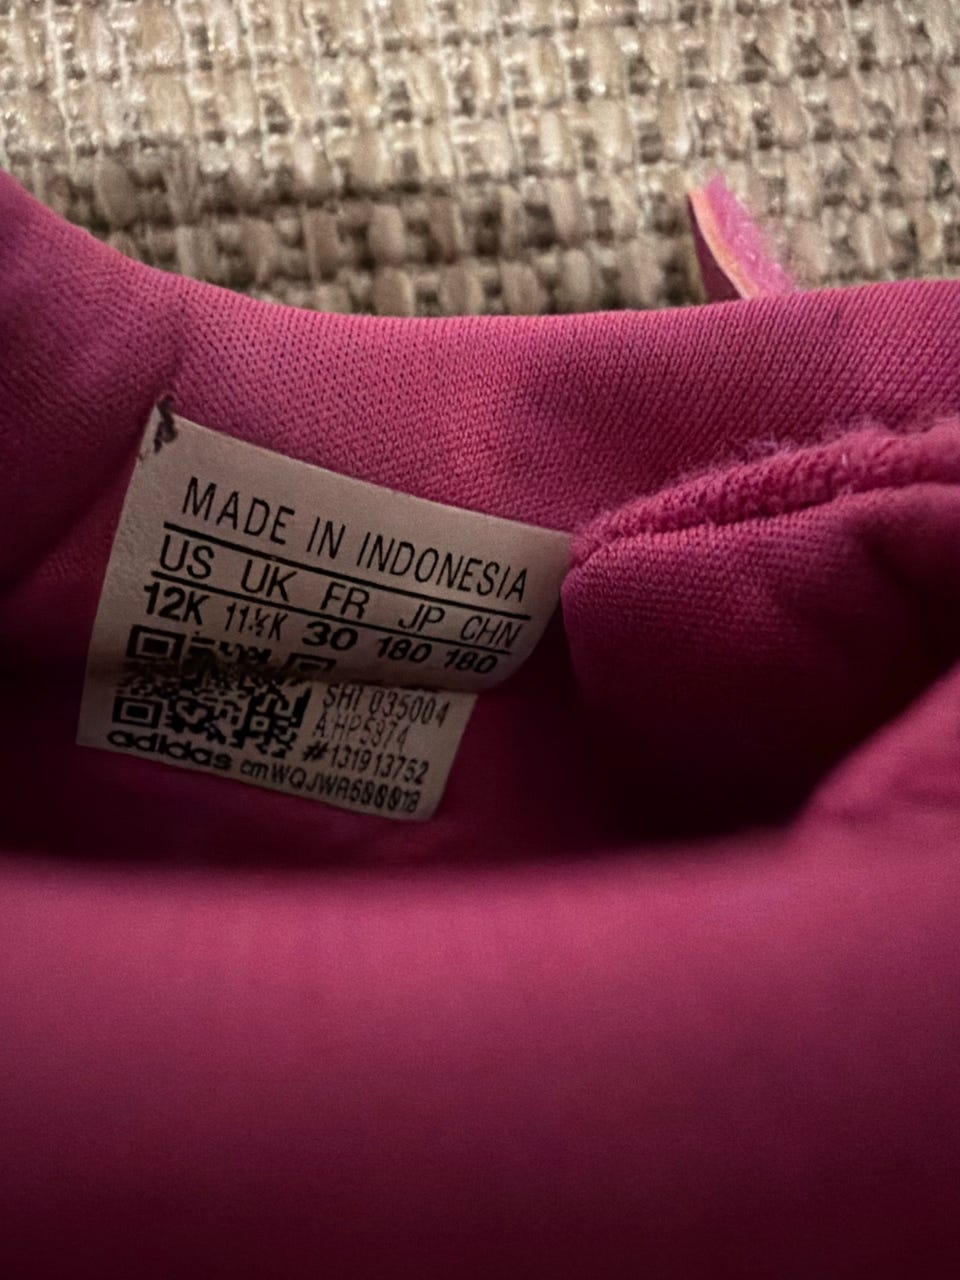 MADE IN INDONESIA
US UK FR JP CHN
12K 11½K 30 180 180
SHI 035004
A.HP5874
#131913752
adidas